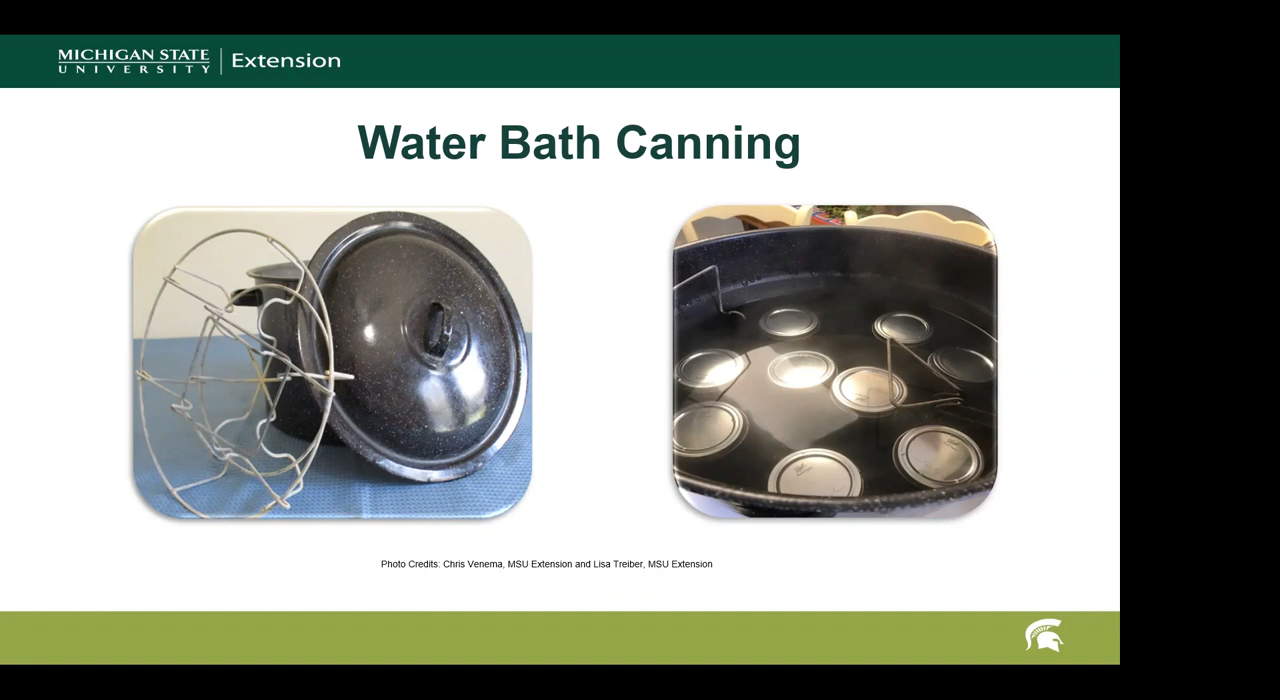 MICHIGAN STATE
UNIVERSITY
Extension
Water Bath Canning
Photo Credits: Chris Venema, MSU Extension and Lisa Treiber, MSU Extension